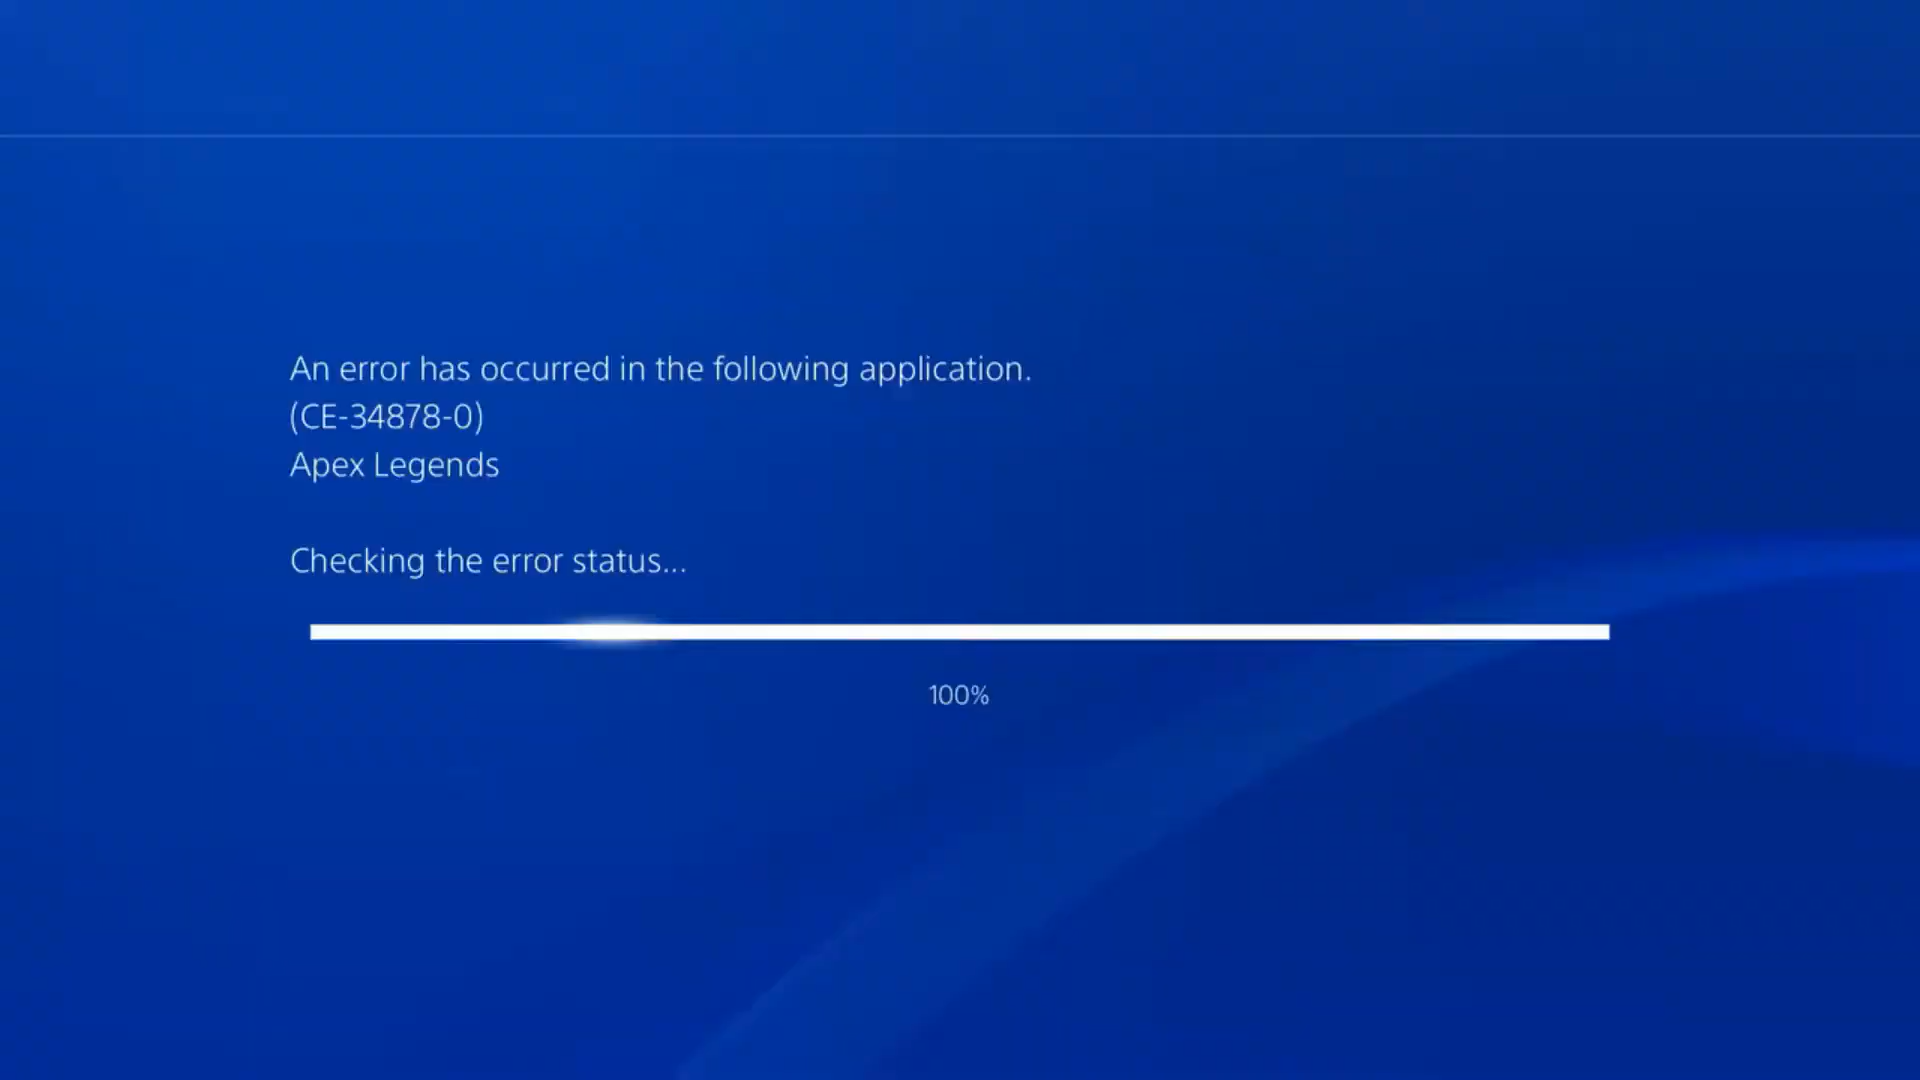 An error has occurred in the following application.
(CE-34878-0)
Apex Legends
Checking the error status...
100%